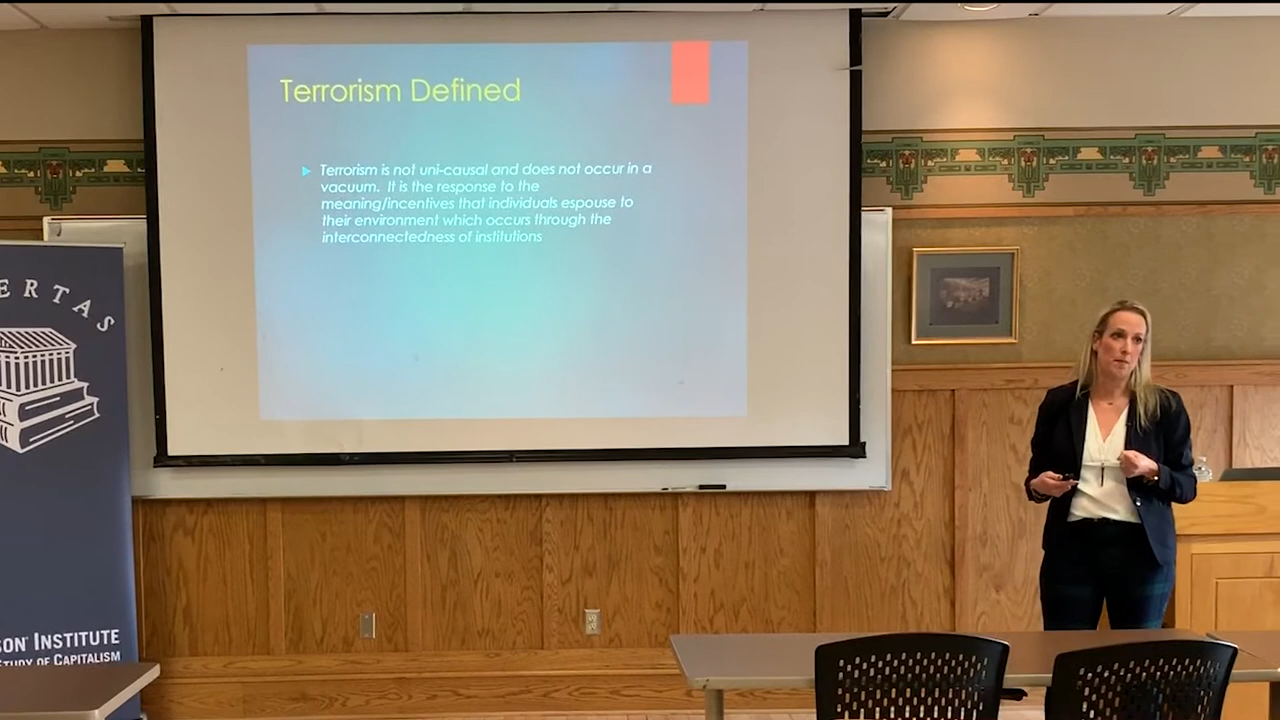 Terrorism Defined
Terrorism is not uni-causal and does not occur in a
vacuum. It is the response to the
meaning/incentives that individuals espouse to
their environment which occurs through the
interconnectedness of institutions
ERTAS
SON INSTITUTE
STUDY OF CAPITALISM